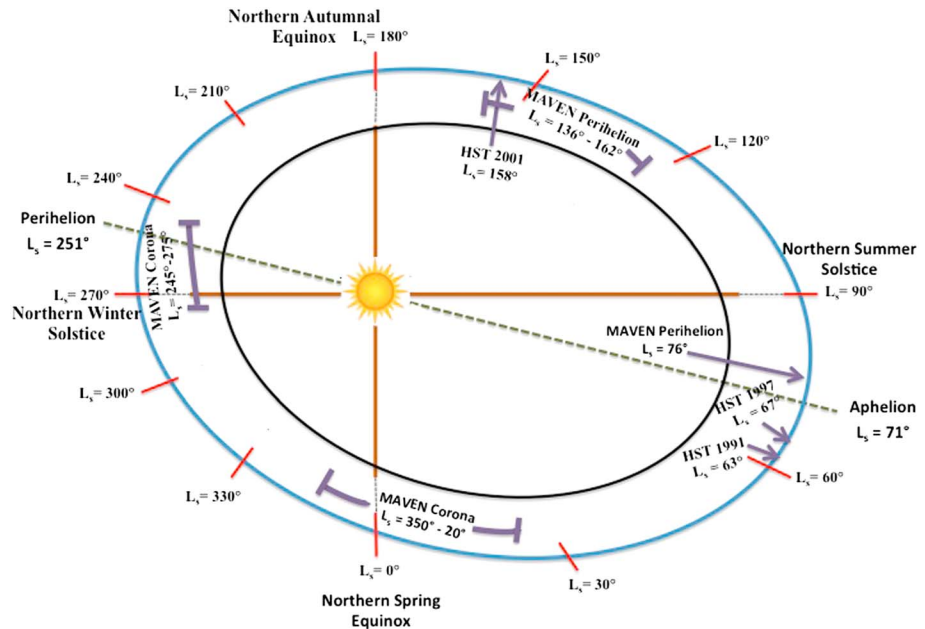 Northern Autumnal
Equinox
Lₛ= 180°
Lₛ= 150°
Lₛ= 210°
MAVEN Perihelion
Lₛ = 136° - 162°
Lₛ= 120°
HST 2001
Lₛ= 158°
Lₛ= 240°
Perihelion
Lₛ = 251°
MAVEN Corona
Lₛ = 245°-275°
Northern Summer
Solstice
Lₛ= 90°
Lₛ= 270°
Northern Winter
Solstice
MAVEN Perihelion
Lₛ = 76°
HST 1997
Lₛ = 67°
Aphelion
Lₛ = 71°
Lₛ= 300°
HST 1991
Lₛ = 63°
Lₛ= 60°
Lₛ= 330°
MAVEN Corona
Lₛ = 350° - 20°
Lₛ= 0°
Lₛ= 30°
Northern Spring
Equinox